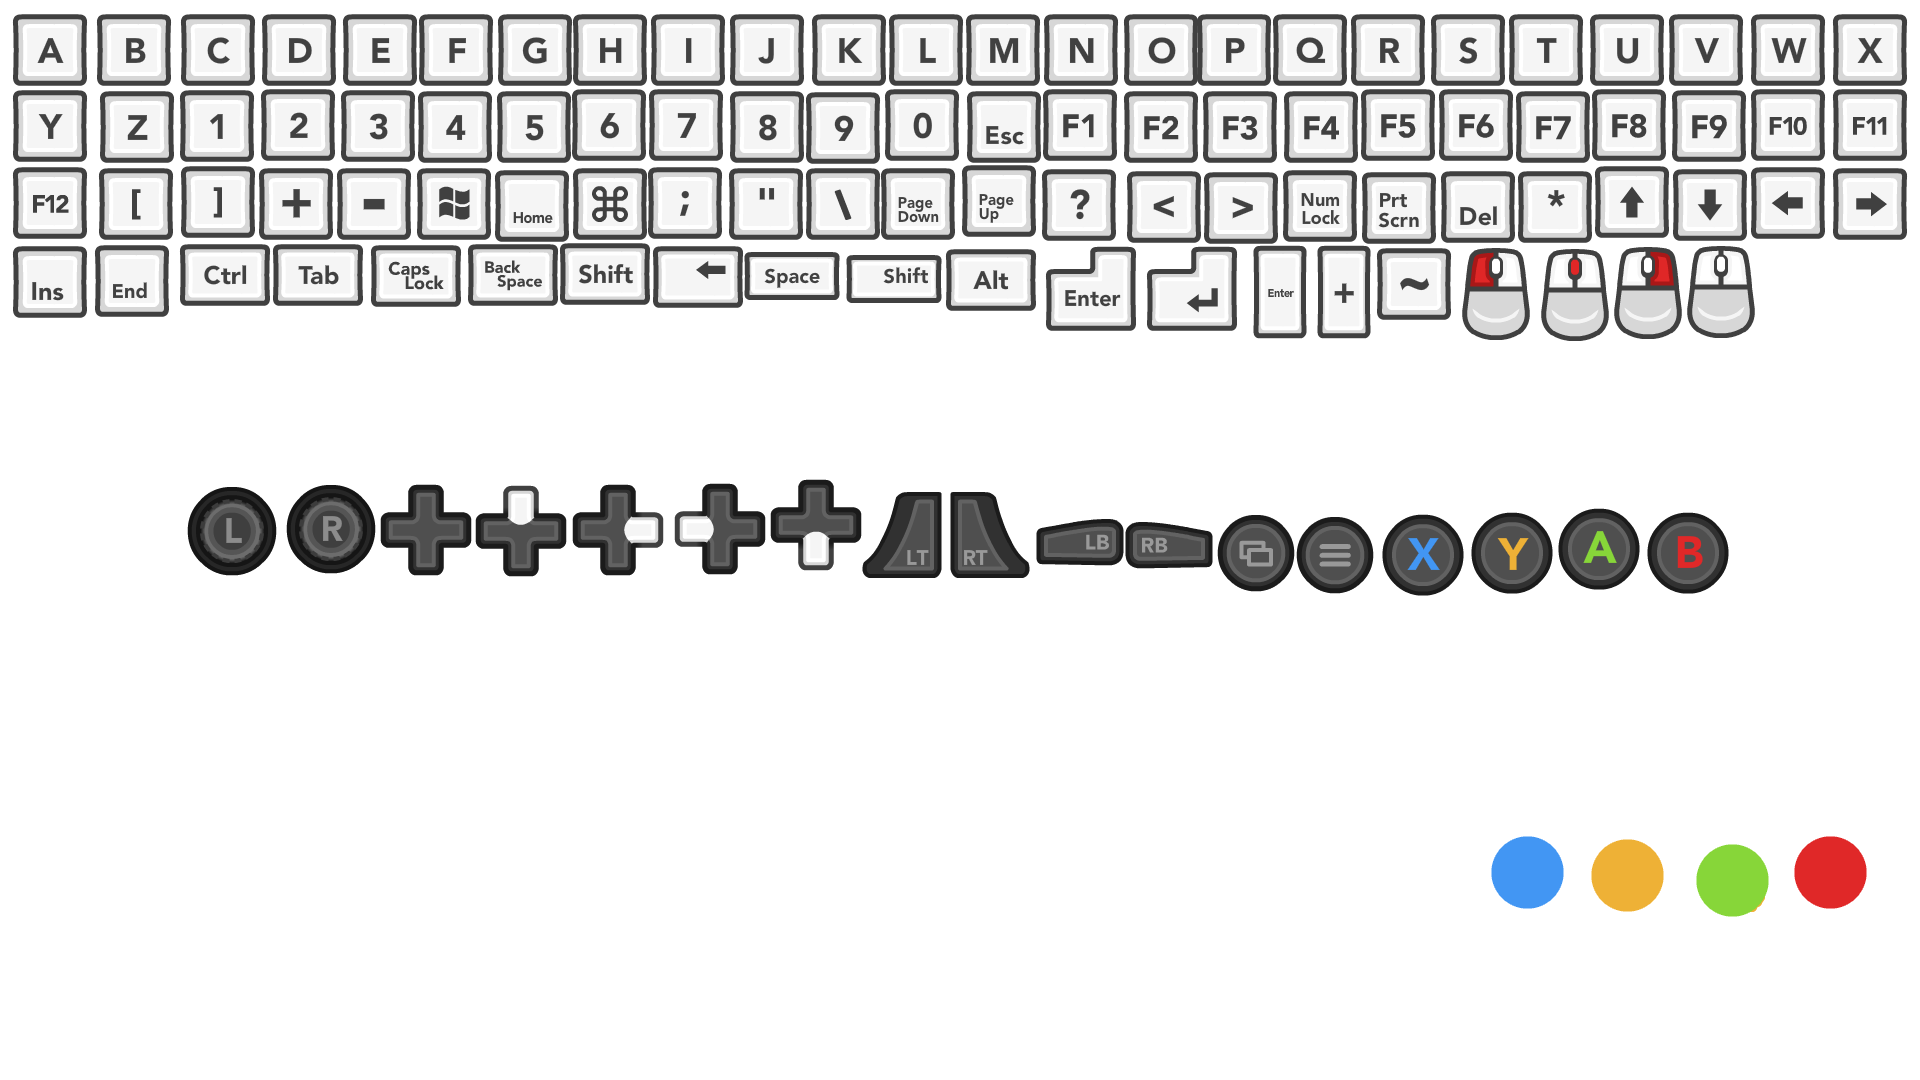 A B C D E F G H I J K L M N O P Q R S T U V W X
Y Z 1 2 3 4 5 6 7 8 9 0 Esc F1 F2 F3 F4 F5 F6 F7 F8 F9 F10 F11
F12 [ ] + - Home ⌘ ; " \ Page Down Page Up ? < > Num Lock Prt Scrn Del * ↑ ↓ ← →
Ins End Ctrl Tab Caps Lock Back Space Shift ← Space Shift Alt Enter ↵ Enter + ~
L R LT RT LB RB X Y A B